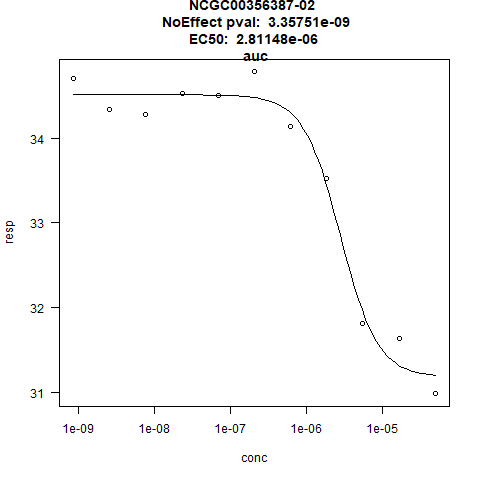 NCGC00356387-02
NoEffect pval: 3.35751e-09
EC50: 2.81148e-06
auc
34
33
32
31
resp
1e-09 1e-08 1e-07 1e-06 1e-05
conc